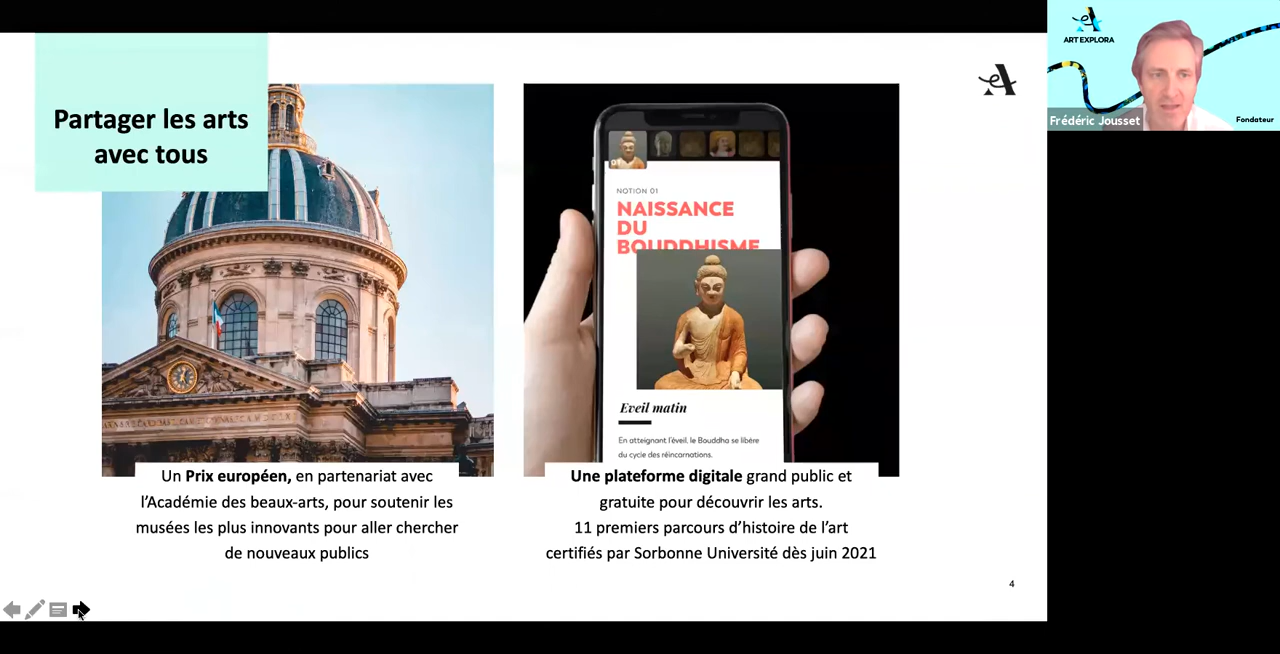 Partager les arts
avec tous
NOTION 01
NAISSANCE
DU
BOUDDHISME
Eveil matin
En atteignant l'éveil, le Bouddha se libère
du cycle des réincarnations.
Un Prix européen, en partenariat avec
l'Académie des beaux-arts, pour soutenir les
musées les plus innovants pour aller chercher
de nouveaux publics
Une plateforme digitale grand public et
gratuite pour découvrir les arts.
11 premiers parcours d'histoire de l'art
certifiés par Sorbonne Université dès juin 2021
4
ART EXPLORA
Frédéric Jousset
Fondateur